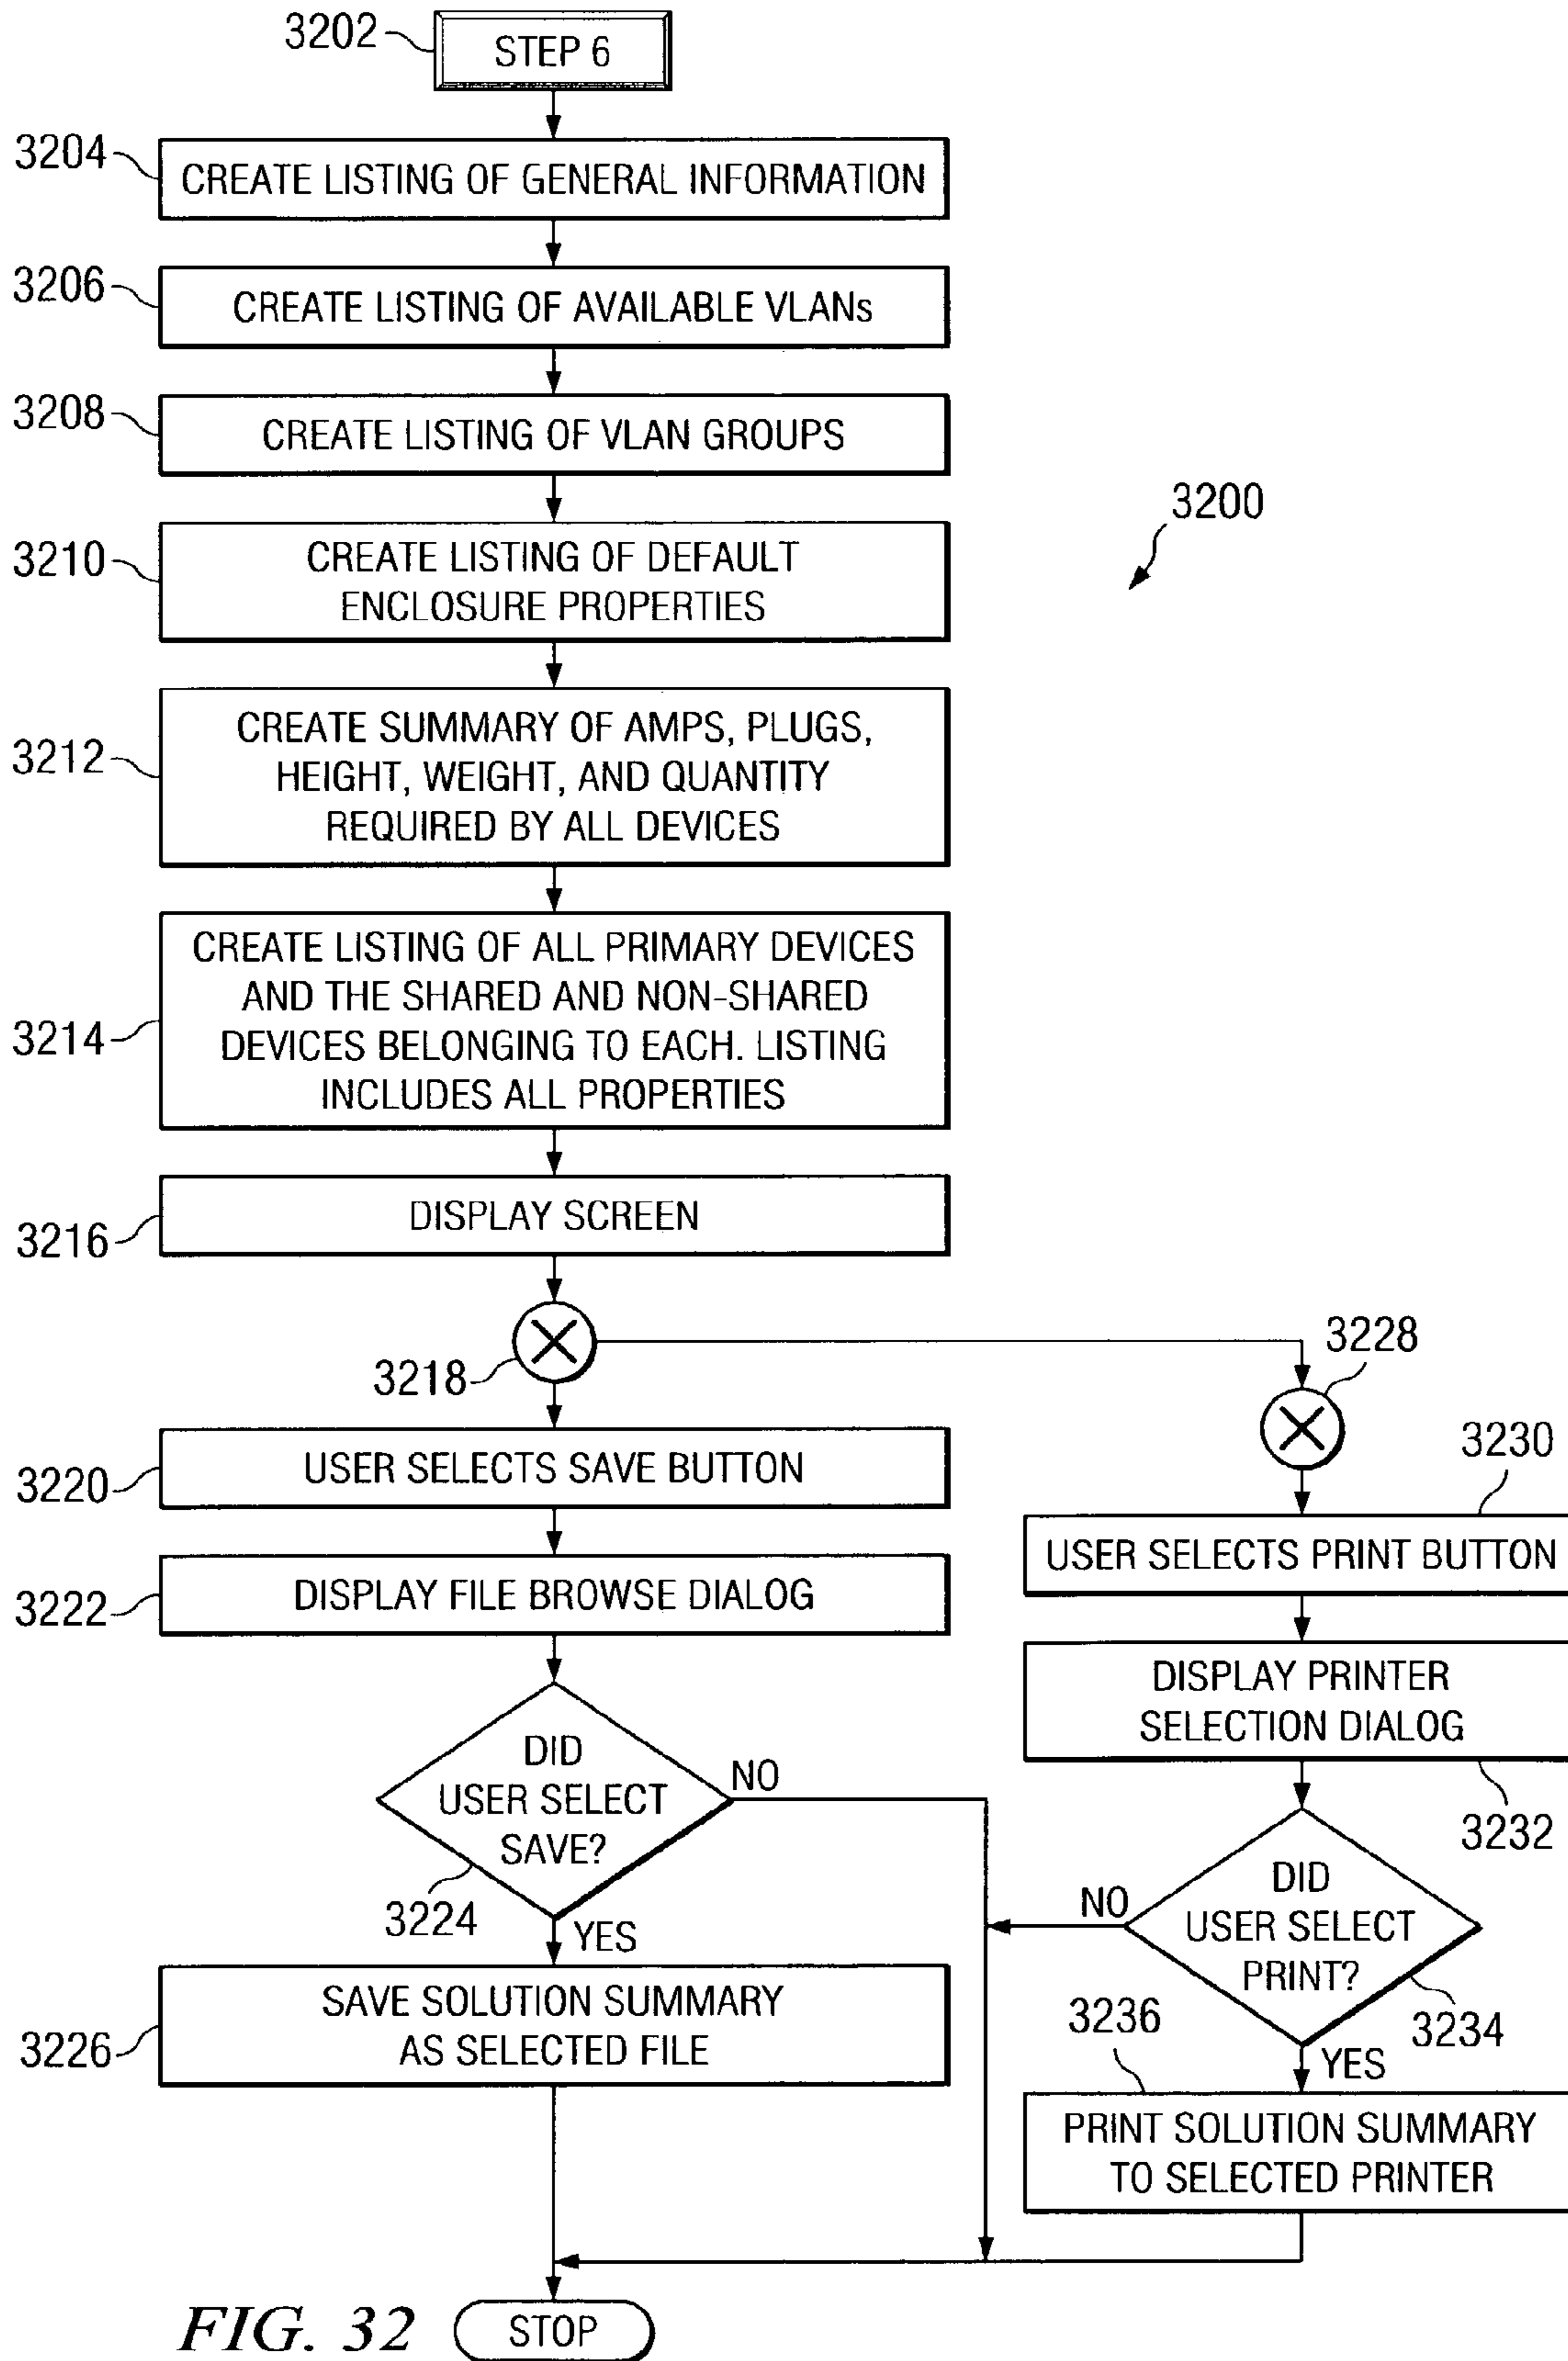 3202
STEP 6
3204
CREATE LISTING OF GENERAL INFORMATION
3206
CREATE LISTING OF AVAILABLE VLANs
3208
CREATE LISTING OF VLAN GROUPS
3200
3210
CREATE LISTING OF DEFAULT
ENCLOSURE PROPERTIES
3212
CREATE SUMMARY OF AMPS, PLUGS,
HEIGHT, WEIGHT, AND QUANTITY
REQUIRED BY ALL DEVICES
3214
CREATE LISTING OF ALL PRIMARY DEVICES
AND THE SHARED AND NON-SHARED
DEVICES BELONGING TO EACH. LISTING
INCLUDES ALL PROPERTIES
3216
DISPLAY SCREEN
3218
3220
USER SELECTS SAVE BUTTON
3222
DISPLAY FILE BROWSE DIALOG
DID
USER SELECT
SAVE?
NO
3224
YES
3226
SAVE SOLUTION SUMMARY
AS SELECTED FILE
3228
3230
USER SELECTS PRINT BUTTON
DISPLAY PRINTER
SELECTION DIALOG
3232
DID
USER SELECT
PRINT?
NO
3234
YES
3236
PRINT SOLUTION SUMMARY
TO SELECTED PRINTER
STOP
FIG. 32